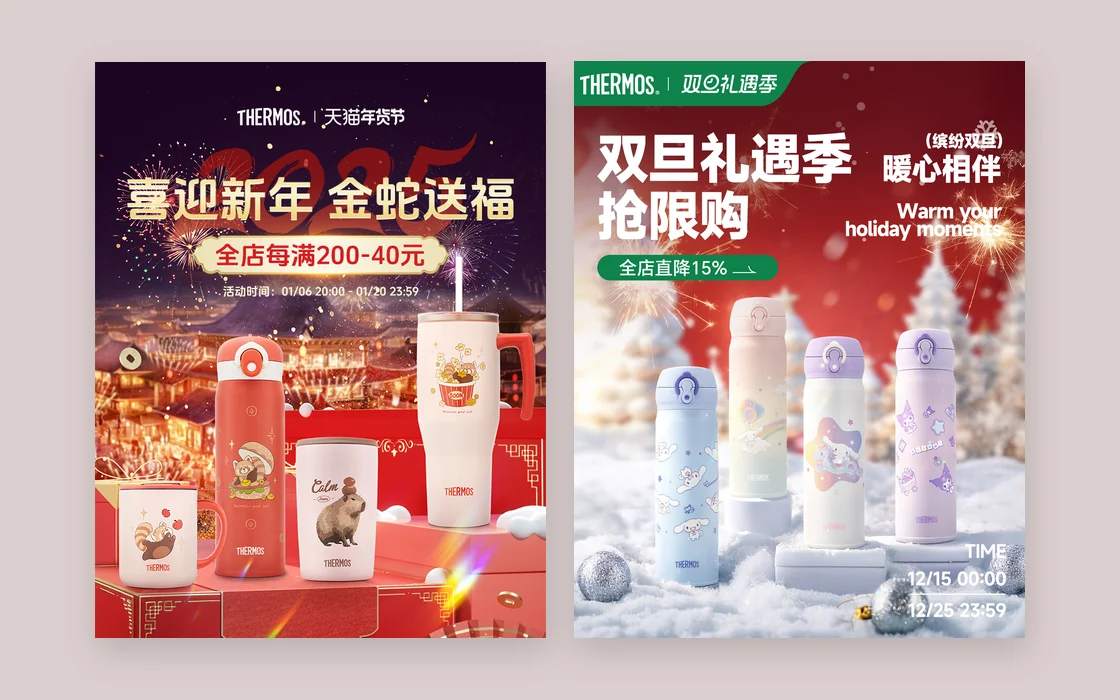 THERMOS. | 天猫年货节
2025
喜迎新年 金蛇送福
全店每满200-40元
活动时间：01/06 20:00 - 01/20 23:59
SOON
THERMOS
Calm
THERMOS
THERMOS
THERMOS
THERMOS. | 双旦礼遇季
双旦礼遇季
抢限购
(缤纷双旦)
暖心相伴
Warm your
holiday moments
全店直降15%
THERMOS
THERMOS
THERMOS
THERMOS
TIME
12/15 00:00
12/25 23:59